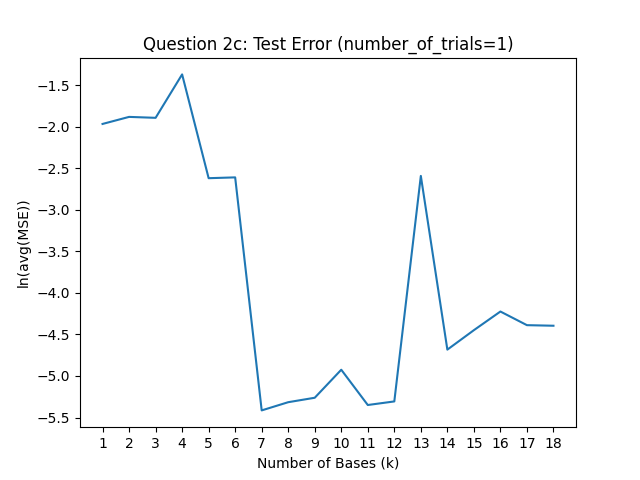 Question 2c: Test Error (number_of_trials=1)
ln(avg(MSE))
−1.5
−2.0
−2.5
−3.0
−3.5
−4.0
−4.5
−5.0
−5.5
1 2 3 4 5 6 7 8 9 10 11 12 13 14 15 16 17 18
Number of Bases (k)